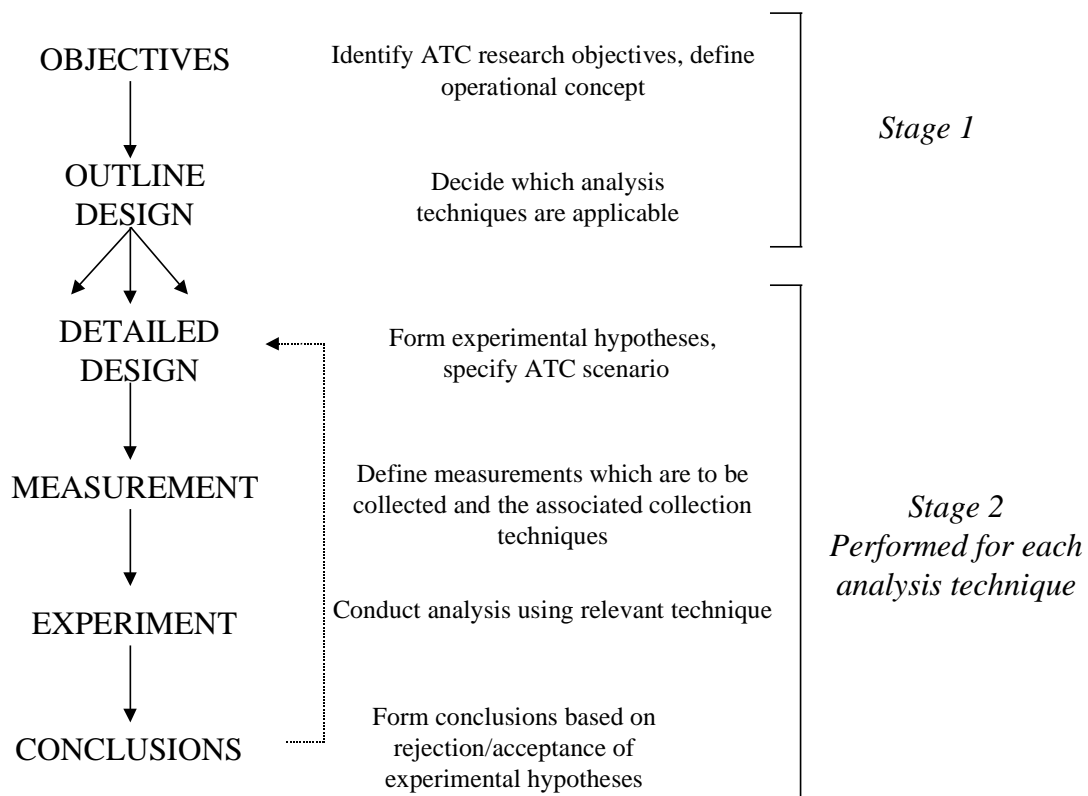 OBJECTIVES
Identify ATC research objectives, define
operational concept
Stage 1
OUTLINE
DESIGN
Decide which analysis
techniques are applicable
DETAILED
DESIGN
Form experimental hypotheses,
specify ATC scenario
MEASUREMENT
Define measurements which are to be
collected and the associated collection
techniques
Stage 2
Performed for each
analysis technique
EXPERIMENT
Conduct analysis using relevant technique
CONCLUSIONS
Form conclusions based on
rejection/acceptance of
experimental hypotheses